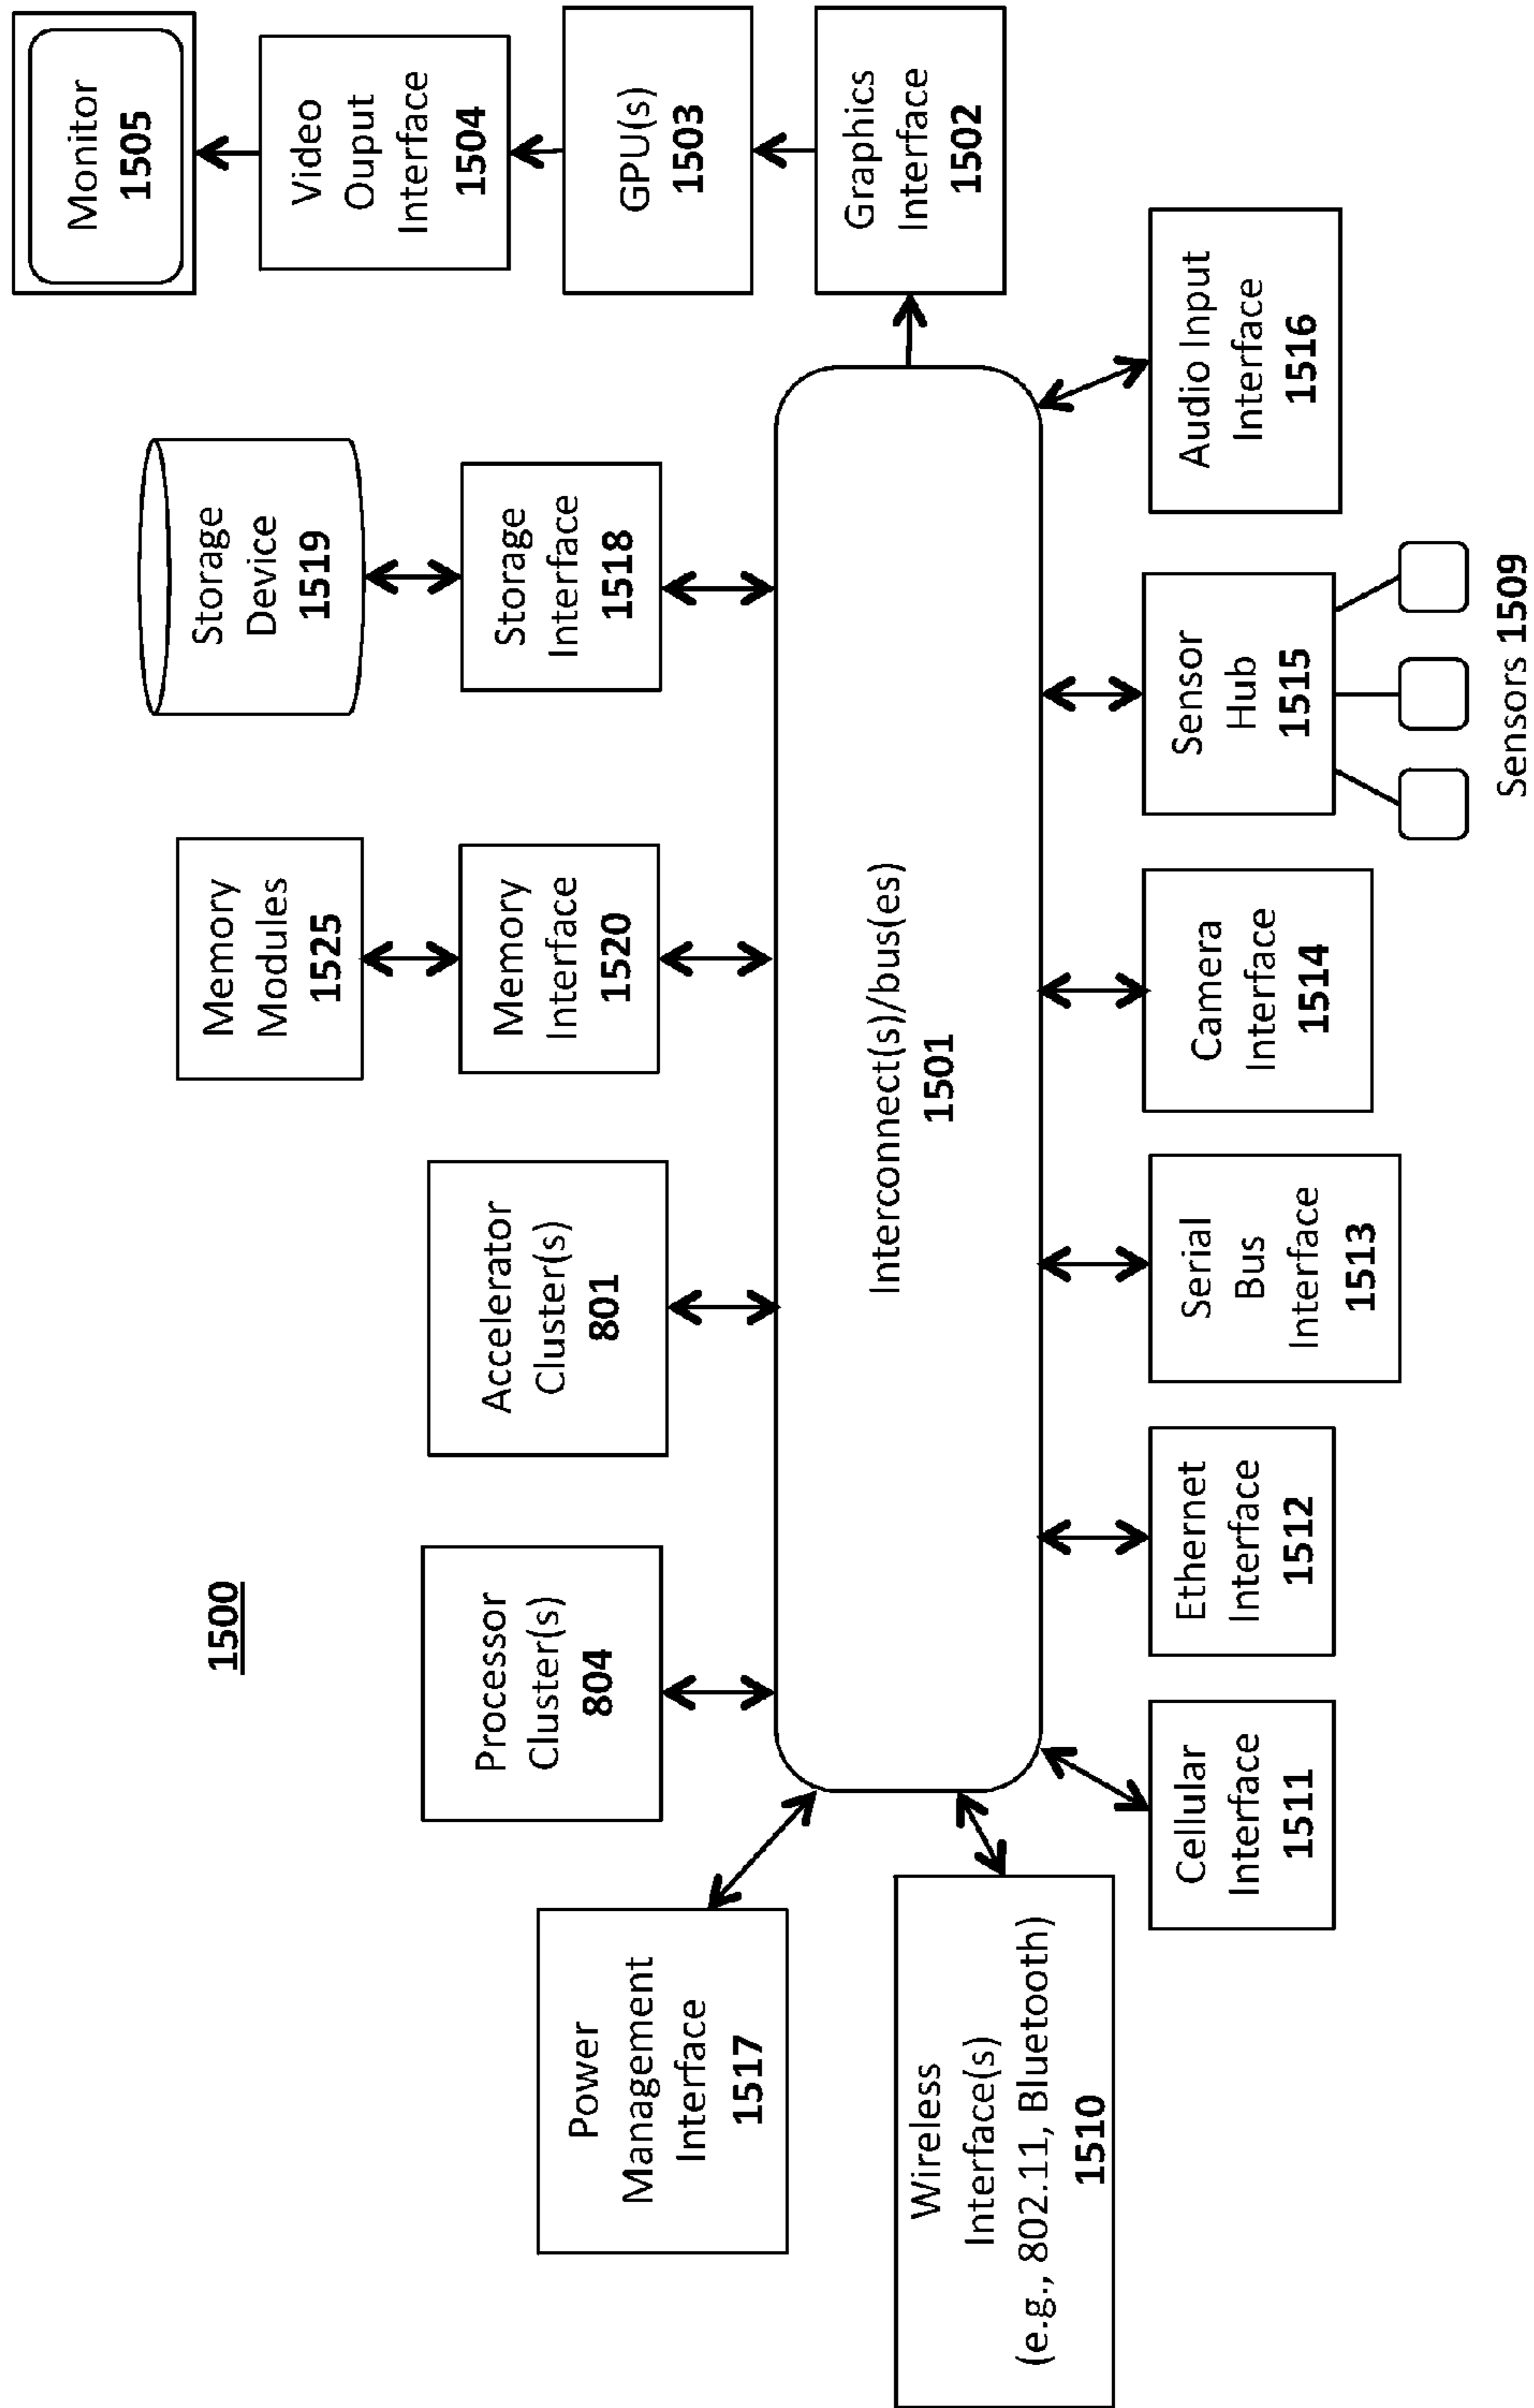 1500
Power
Management
Interface
1517
Processor
Cluster(s)
804
Accelerator
Cluster(s)
801
Memory
Modules
1525
Memory
Interface
1520
Storage
Device
1519
Storage
Interface
1518
Monitor
1505
Video
Ouput
Interface
1504
GPU(s)
1503
Graphics
Interface
1502
Interconnect(s)/bus(es)
1501
Wireless
Interface(s)
(e.g., 802.11, Bluetooth)
1510
Cellular
Interface
1511
Ethernet
Interface
1512
Serial
Bus
Interface
1513
Camera
Interface
1514
Sensor
Hub
1515
Sensors 1509
Audio Input
Interface
1516